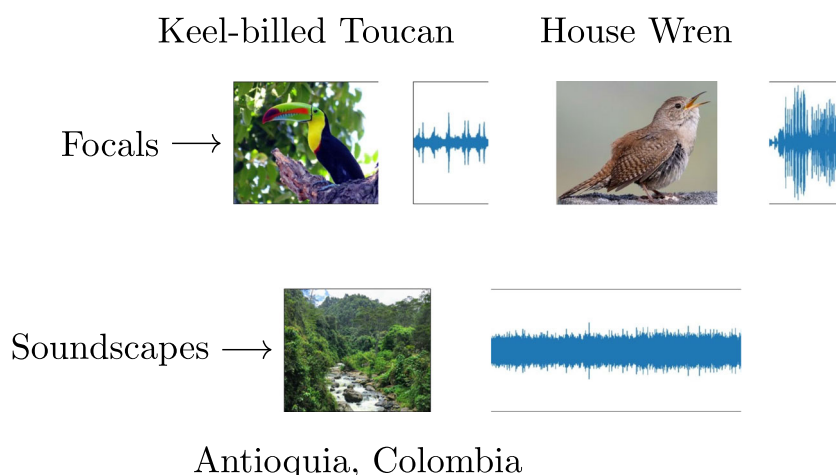 Keel-billed Toucan
House Wren
Focals
Soundscapes
Antioquia, Colombia